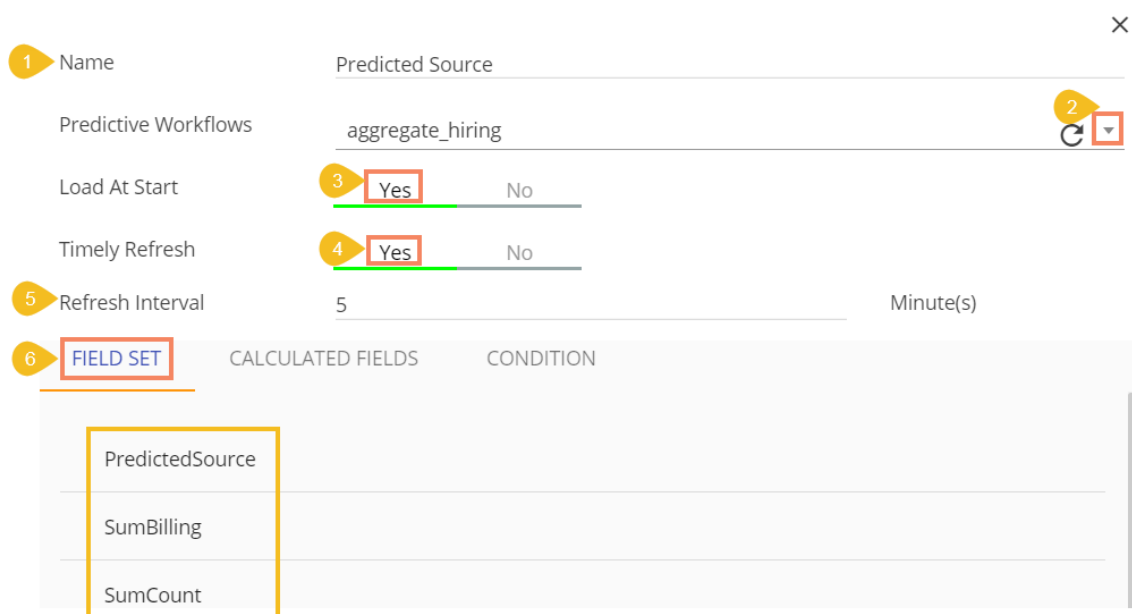 1 Name Predicted Source
2
Predictive Workflows aggregate_hiring
Load At Start 3 Yes No
Timely Refresh 4 Yes No
5 Refresh Interval 5 Minute(s)
6 FIELD SET CALCULATED FIELDS CONDITION
PredictedSource
SumBilling
SumCount